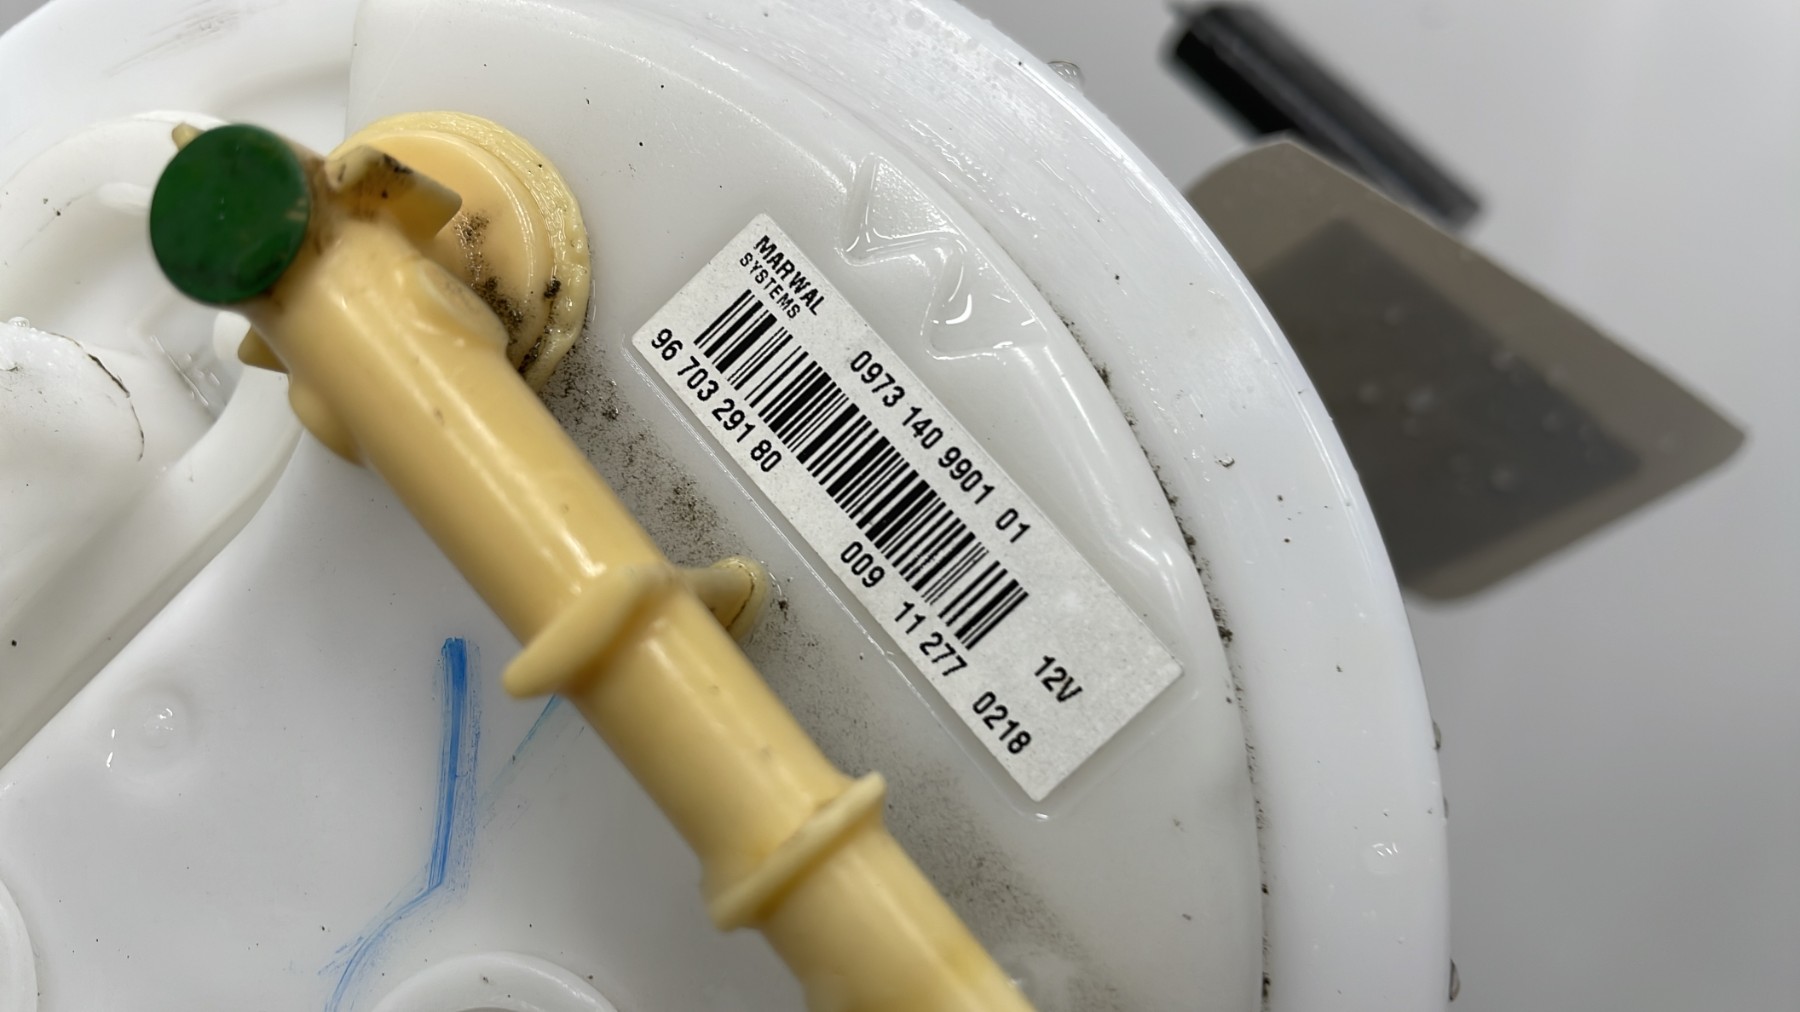 MARWAL
SYSTEMS
0973 140 9901 01
96 703 291 80
009 11 277 0218
12V